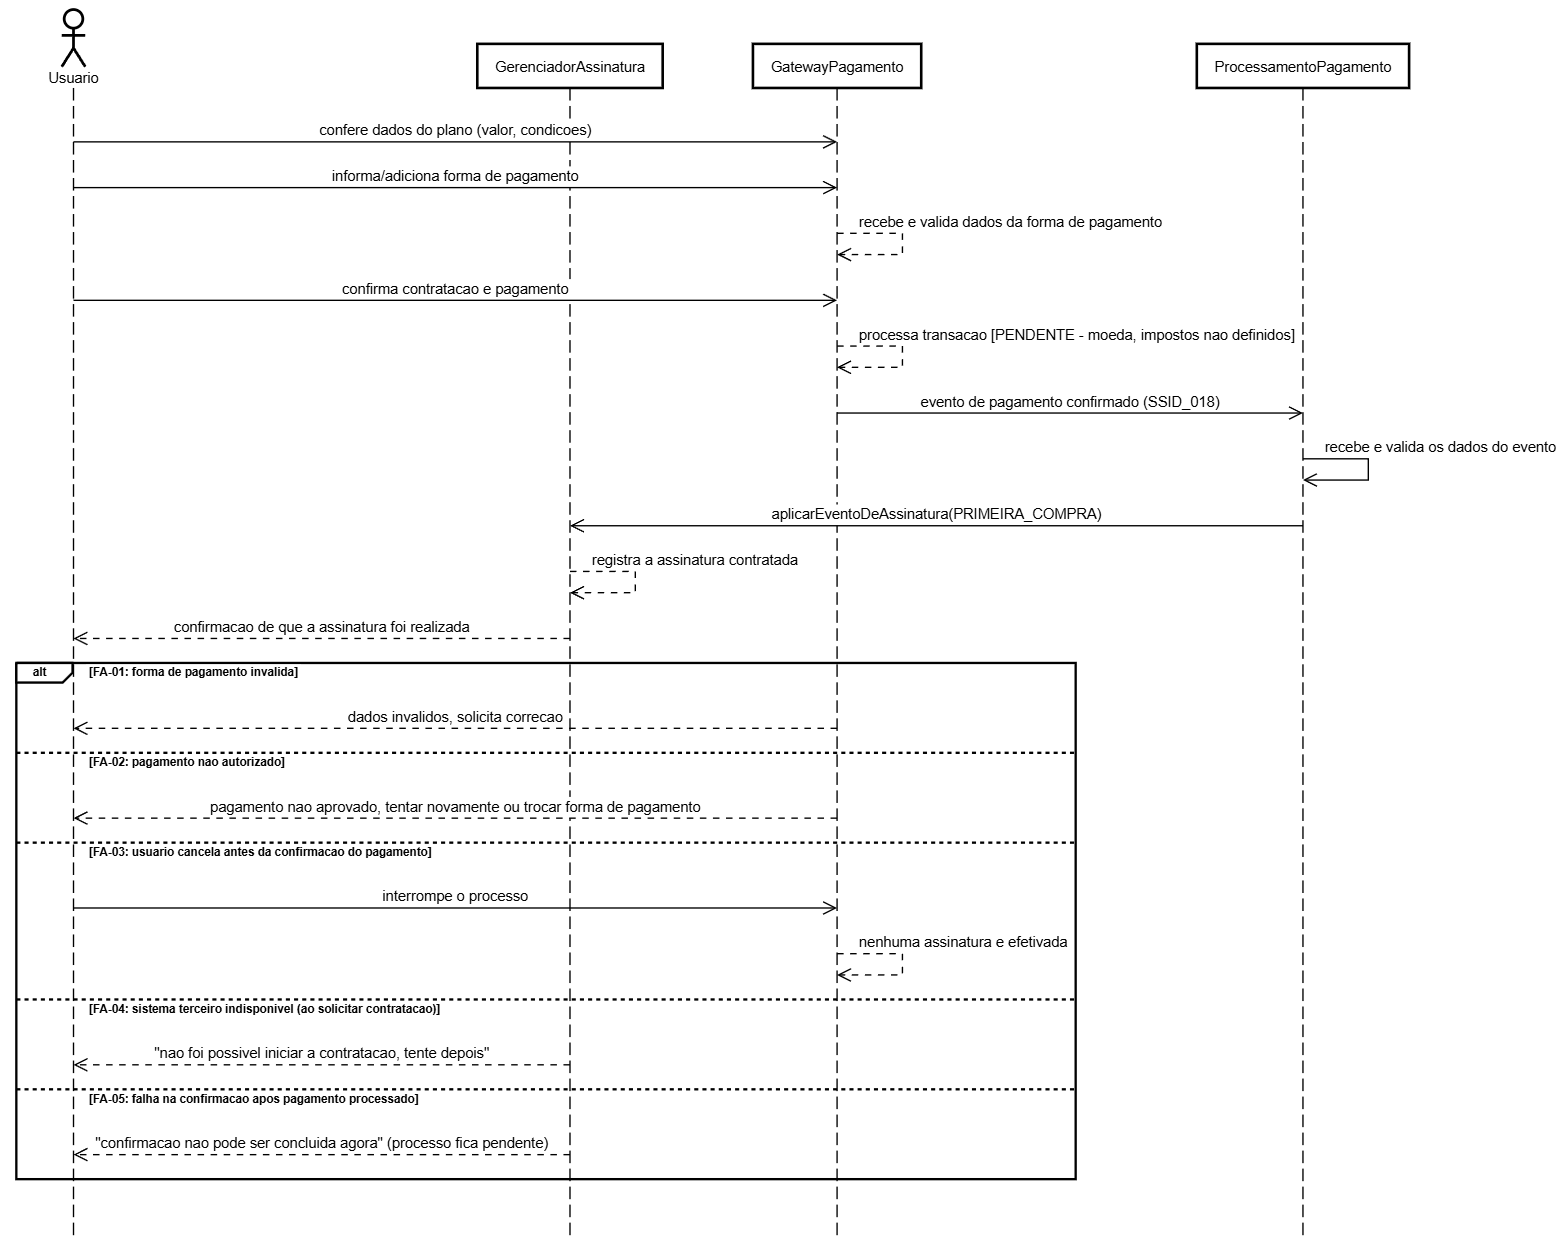 Usuario
GerenciadorAssinatura
GatewayPagamento
ProcessamentoPagamento
confere dados do plano (valor, condicoes)
informa/adiciona forma de pagamento
recebe e valida dados da forma de pagamento
confirma contratacao e pagamento
processa transacao [PENDENTE - moeda, impostos nao definidos]
evento de pagamento confirmado (SSID_018)
recebe e valida os dados do evento
aplicarEventoDeAssinatura(PRIMEIRA_COMPRA)
registra a assinatura contratada
confirmacao de que a assinatura foi realizada
alt
[FA-01: forma de pagamento invalida]
dados invalidos, solicita correcao
[FA-02: pagamento nao autorizado]
pagamento nao aprovado, tentar novamente ou trocar forma de pagamento
[FA-03: usuario cancela antes da confirmacao do pagamento]
interrompe o processo
nenhuma assinatura e efetivada
[FA-04: sistema terceiro indisponivel (ao solicitar contratacao)]
"nao foi possivel iniciar a contratacao, tente depois"
[FA-05: falha na confirmacao apos pagamento processado]
"confirmacao nao pode ser concluida agora" (processo fica pendente)